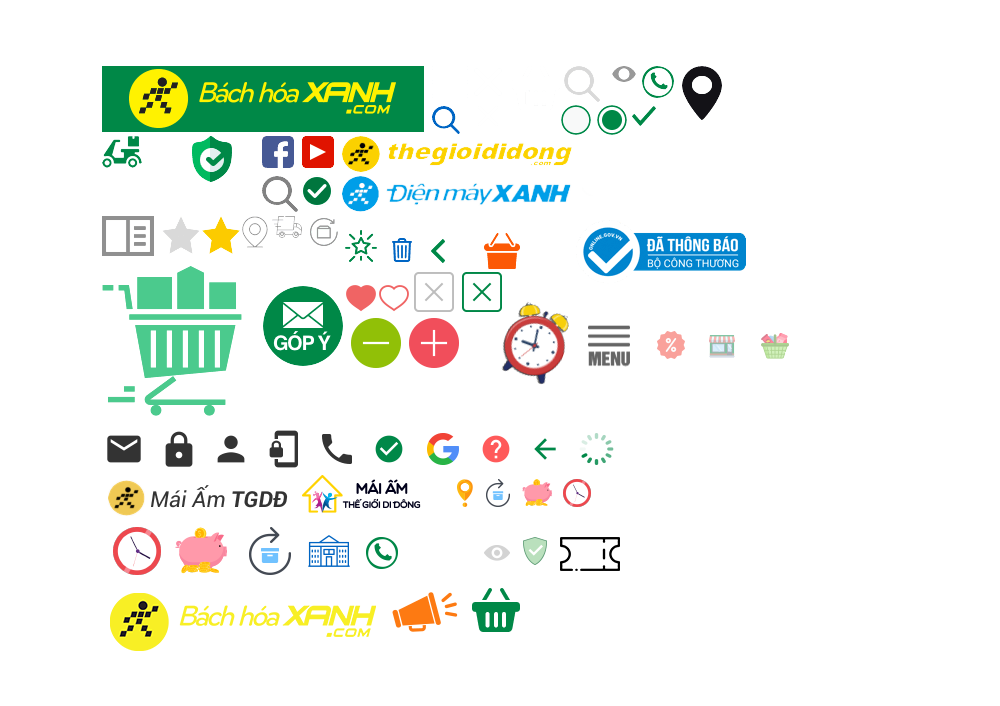 Bách hóa XANH
.COM
thegioididong
.com
Điện máy XANH
ONLINE.GOV.VN
ĐÃ THÔNG BÁO
BỘ CÔNG THƯƠNG
GÓP Ý
MENU
%
G
?
Mái Ấm TGDĐ
MÁI ẤM
THẾ GIỚI DI ĐỘNG
Bách hóa XANH
.COM